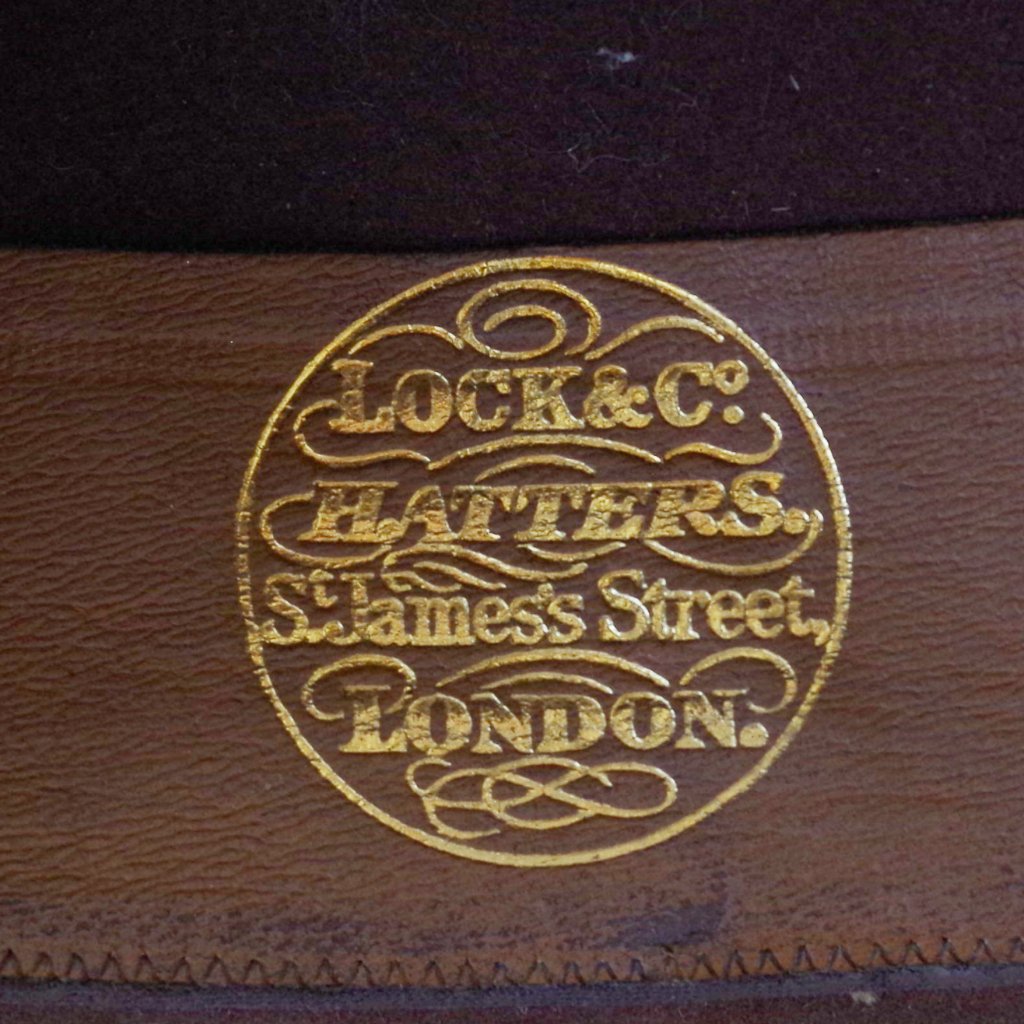 LOCK & Cº.
HATTERS.
St. James's Street,
LONDON.